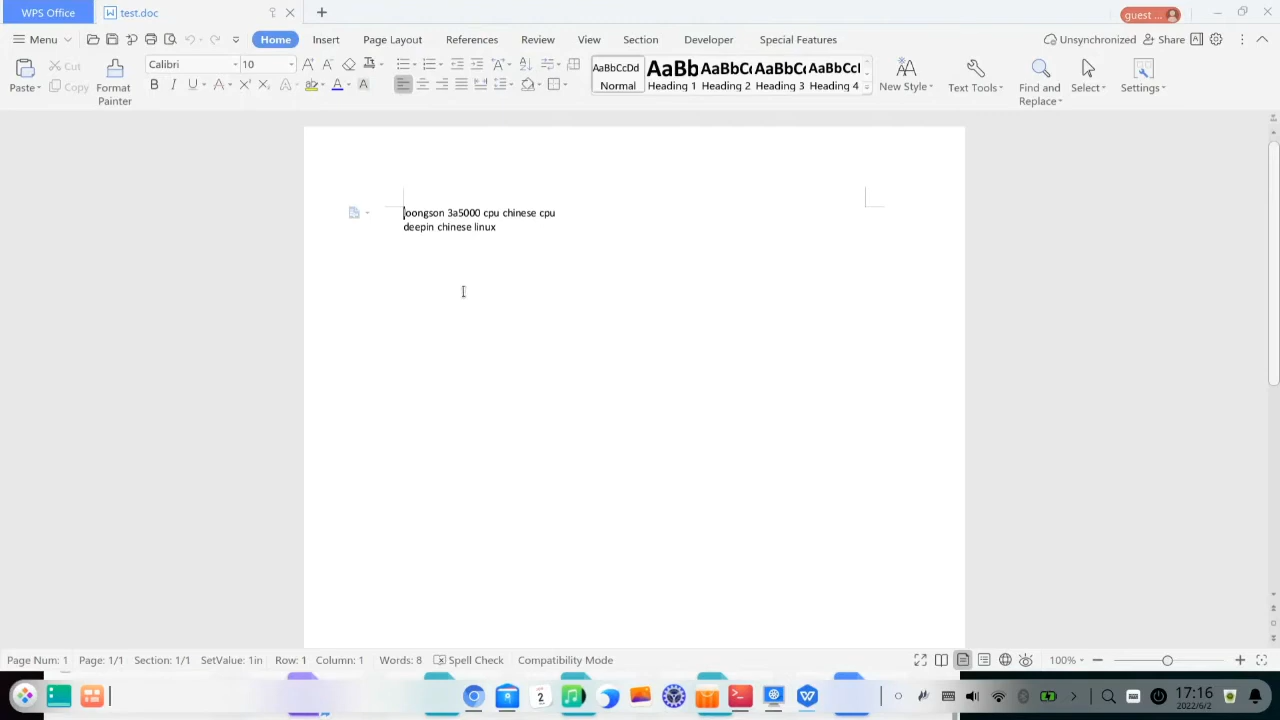 WPS Office test.doc guest ...
Menu Home Insert Page Layout References Review View Section Developer Special Features Unsynchronized Share
Paste Cut Copy Format Painter Calibri 10 AaBbCcDd Normal AaBb Heading 1 AaBbC Heading 2 AaBbC Heading 3 AaBbCcI Heading 4 New Style Text Tools Find and Replace Select Settings
loongson 3a5000 cpu chinese cpu
deepin chinese linux
Page Num: 1 Page: 1/1 Section: 1/1 SetValue: 1in Row: 1 Column: 1 Words: 8 Spell Check Compatibility Mode 100%
17:16
2022/6/2